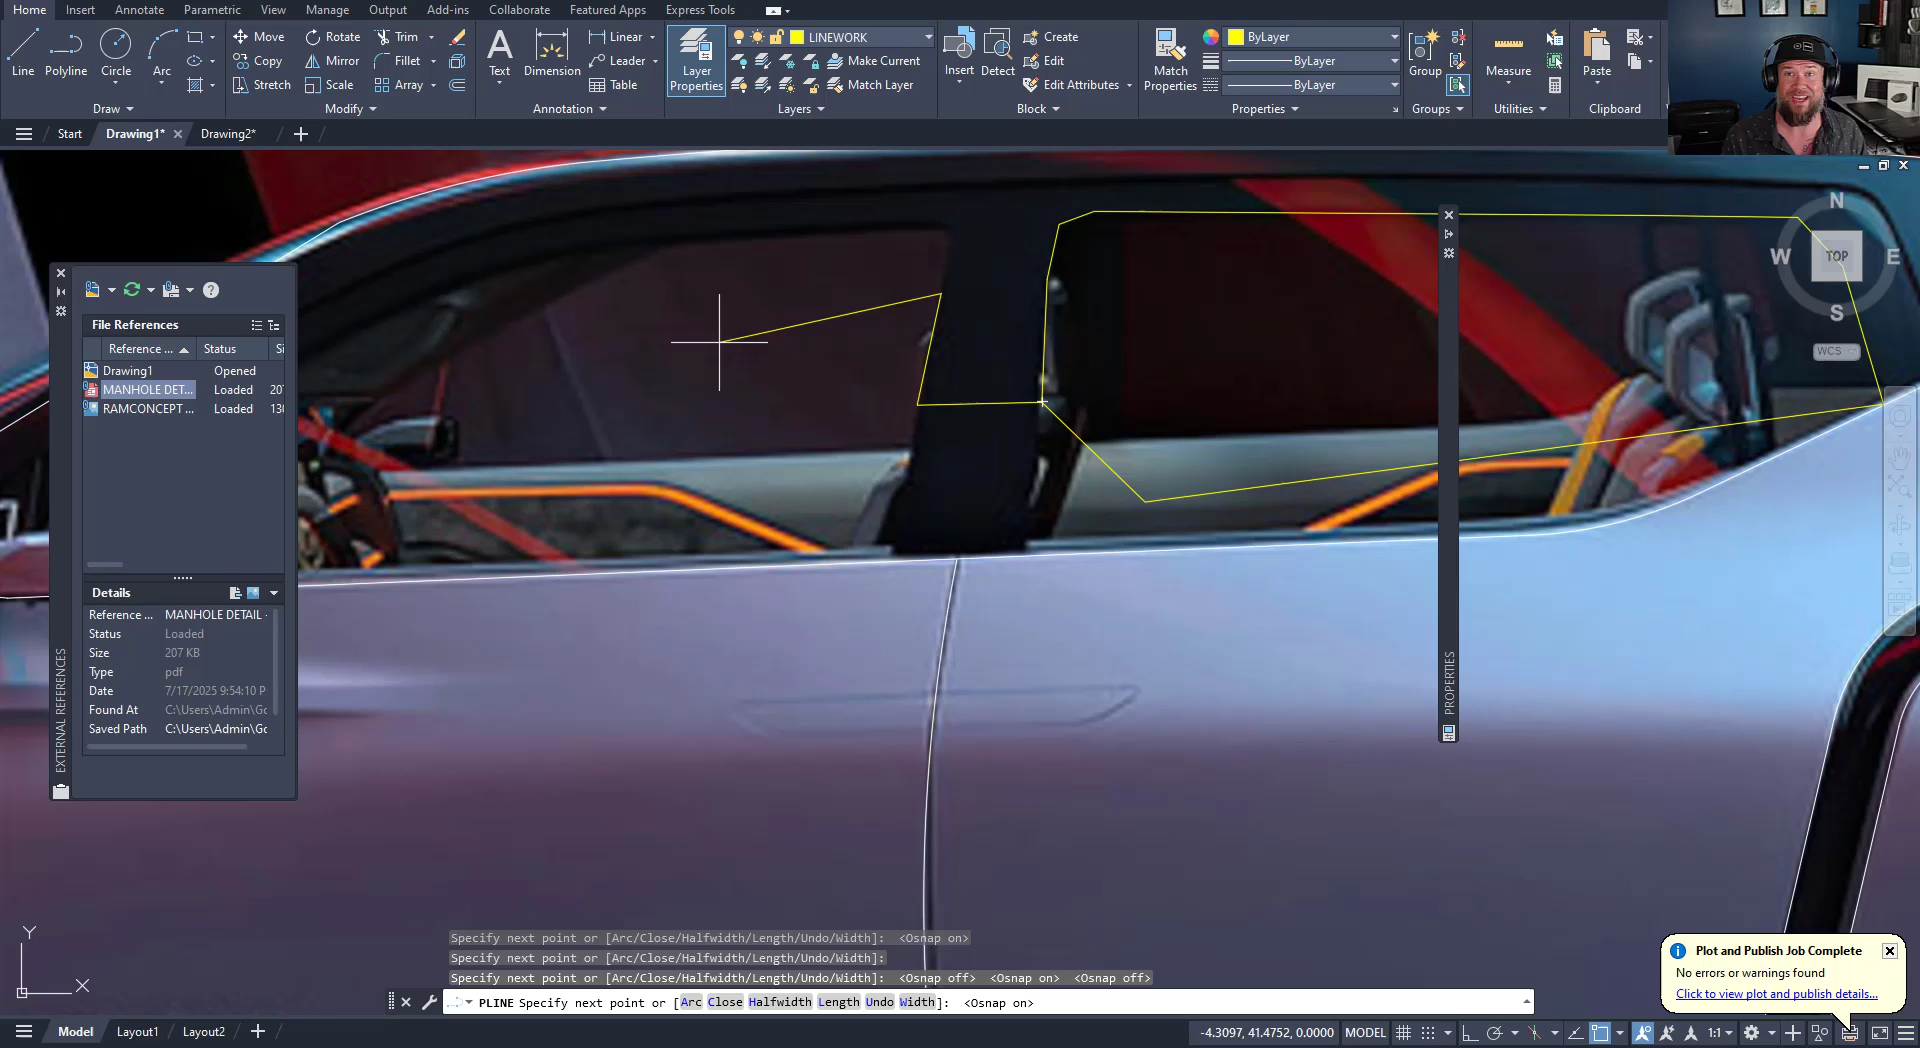 Home Insert Annotate Parametric View Manage Output Add-ins Collaborate Featured Apps Express Tools
Line Polyline Circle Arc
Move Rotate Trim
Copy Mirror Fillet
Stretch Scale Array
Text Dimension
Linear
Leader
Table
Layer Properties
LINEWORK
Make Current
Match Layer
Insert Detect
Create
Edit
Edit Attributes
Match Properties
ByLayer
ByLayer
ByLayer
Group
Measure
Paste
Draw Modify Annotation Layers Block Properties Groups Utilities Clipboard
Start Drawing1* Drawing2*
N
W TOP E
S
WCS
File References
Reference ... Status Si
Drawing1 Opened
MANHOLE DET... Loaded 207
RAMCONCEPT ... Loaded 130
Details
Reference ... MANHOLE DETAIL -
Status Loaded
Size 207 KB
Type pdf
Date 7/17/2025 9:54:10 P
Found At C:\Users\Admin\Go
Saved Path C:\Users\Admin\Go
EXTERNAL REFERENCES
PROPERTIES
Y
X
Specify next point or [Arc/Close/Halfwidth/Length/Undo/Width]: <Osnap on>
Specify next point or [Arc/Close/Halfwidth/Length/Undo/Width]:
Specify next point or [Arc/Close/Halfwidth/Length/Undo/Width]: <Osnap off> <Osnap on> <Osnap off>
PLINE Specify next point or [Arc Close Halfwidth Length Undo Width]: <Osnap on>
Plot and Publish Job Complete
No errors or warnings found
Click to view plot and publish details...
Model Layout1 Layout2
-4.3097, 41.4752, 0.0000 MODEL 1:1